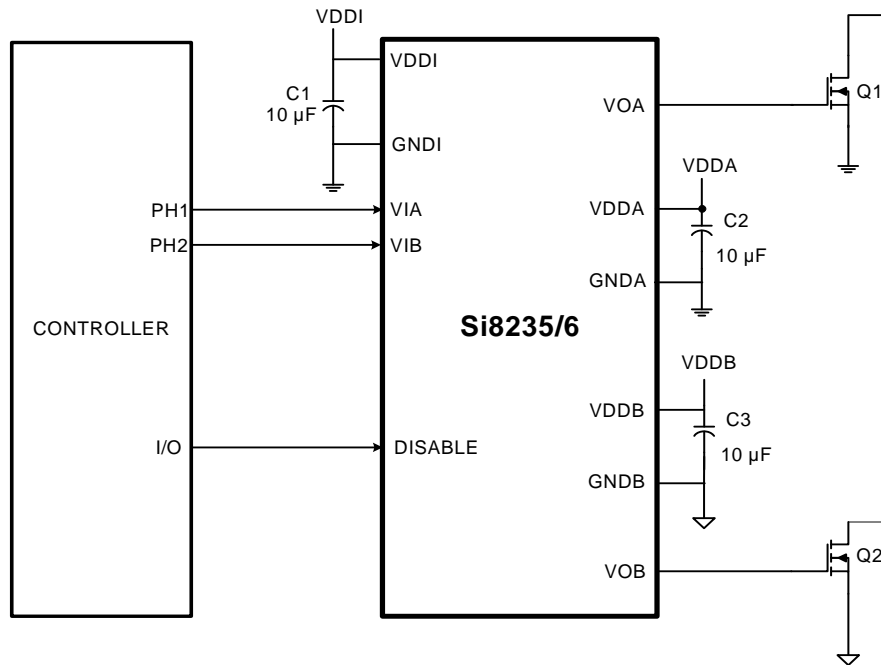 VDDI
VDDI
C1
10 µF
GNDI
VOA
Q1
VDDA
PH1
VIA
VDDA
C2
PH2
VIB
10 µF
GNDA
CONTROLLER
Si8235/6
VDDB
VDDB
C3
I/O
DISABLE
10 µF
GNDB
VOB
Q2